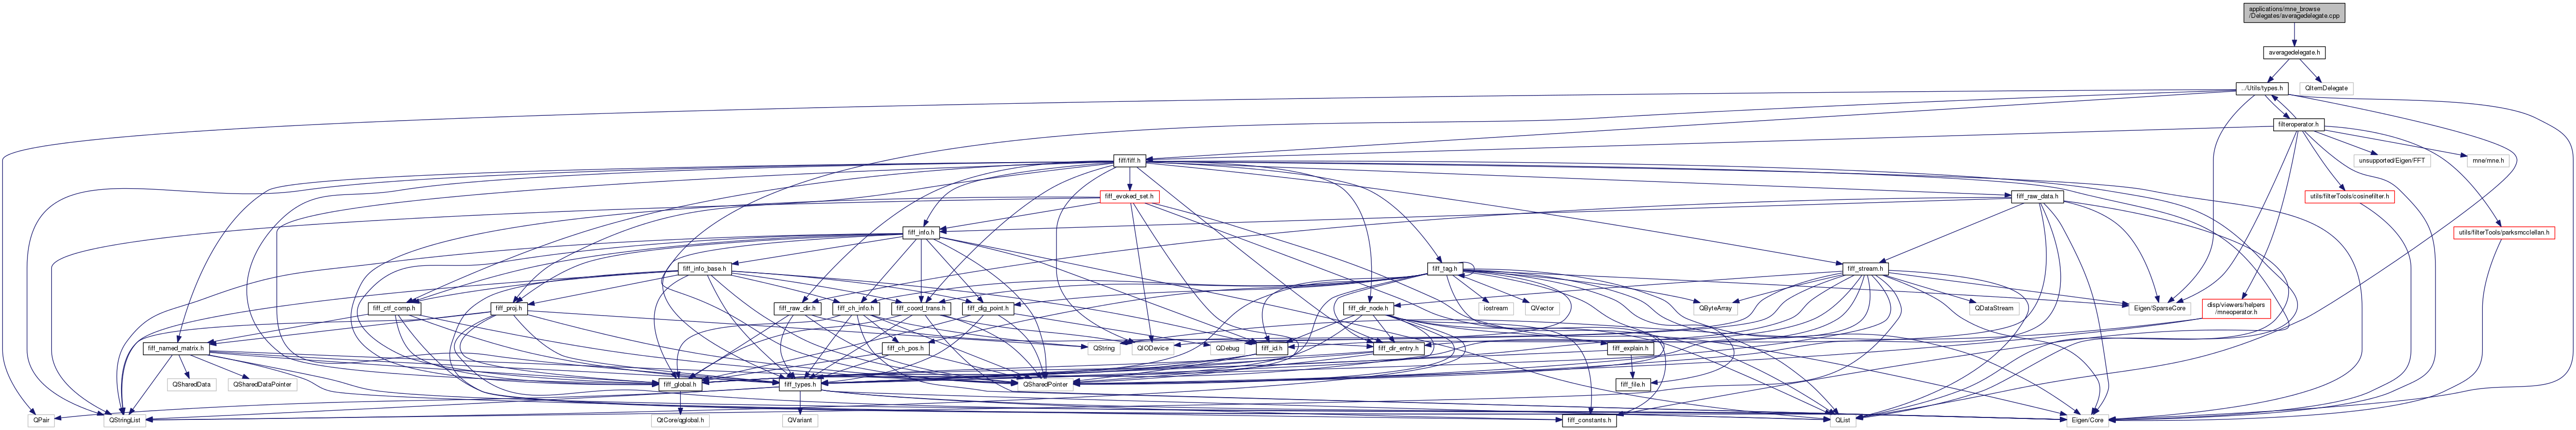 applications/mne_browse
/Delegates/averagedelegate.cpp
averagedelegate.h
../Utils/types.h
QItemDelegate
filteroperator.h
fiff/fiff.h
unsupported/Eigen/FFT
mne/mne.h
fiff_evoked_set.h
fiff_raw_data.h
utils/filterTools/cosinefilter.h
fiff_info.h
utils/filterTools/parksmcclellan.h
fiff_info_base.h
fiff_tag.h
fiff_stream.h
fiff_ctf_comp.h
fiff_proj.h
fiff_raw_dir.h
fiff_ch_info.h
fiff_coord_trans.h
fiff_dig_point.h
fiff_dir_node.h
iostream
QVector
QByteArray
QDataStream
Eigen/SparseCore
disp/viewers/helpers
/mneoperator.h
fiff_named_matrix.h
fiff_ch_pos.h
QString
QIODevice
QDebug
fiff_id.h
fiff_dir_entry.h
fiff_explain.h
QSharedData
QSharedDataPointer
fiff_global.h
fiff_types.h
QSharedPointer
fiff_file.h
QPair
QStringList
QtCore/qglobal.h
QVariant
fiff_constants.h
QList
Eigen/Core